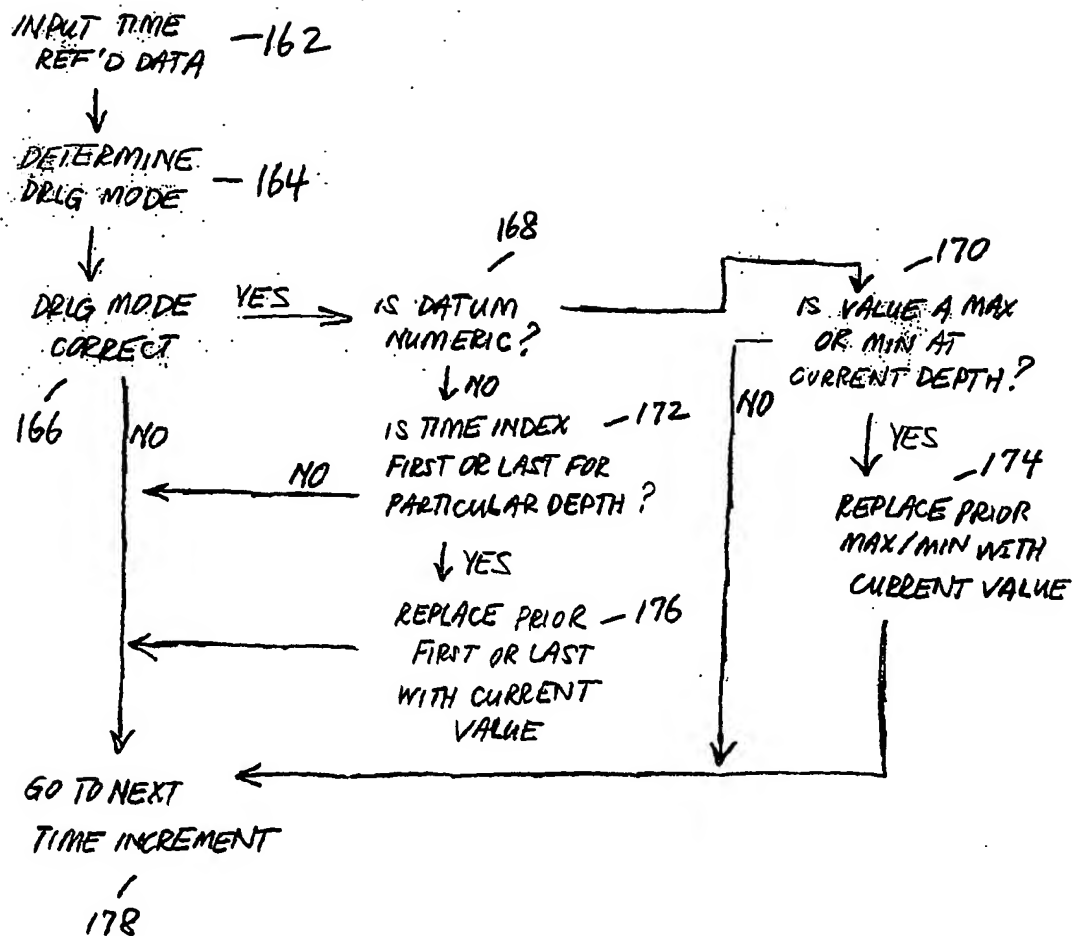 INPUT TIME
REF'D DATA
162
DETERMINE
DRLG MODE
164
DRLG MODE
CORRECT
166
YES
NO
168
IS DATUM
NUMERIC?
NO
IS TIME INDEX
FIRST OR LAST FOR
PARTICULAR DEPTH?
172
NO
YES
REPLACE PRIOR
FIRST OR LAST
WITH CURRENT
VALUE
176
170
IS VALUE A MAX
OR MIN AT
CURRENT DEPTH?
NO
YES
174
REPLACE PRIOR
MAX/MIN WITH
CURRENT VALUE
GO TO NEXT
TIME INCREMENT
178